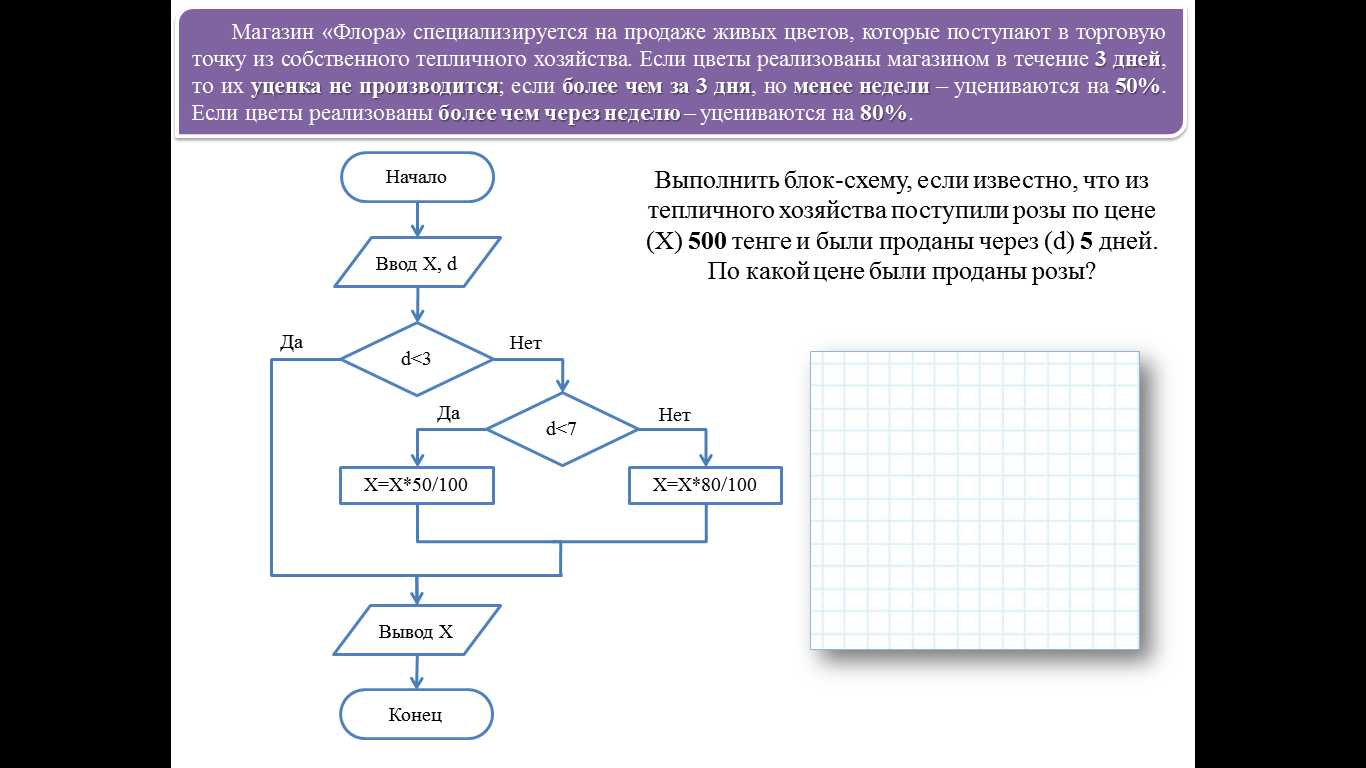 Магазин «Флора» специализируется на продаже живых цветов, которые поступают в торговую
точку из собственного тепличного хозяйства. Если цветы реализованы магазином в течение 3 дней,
то их уценка не производится; если более чем за 3 дня, но менее недели – уцениваются на 50%.
Если цветы реализованы более чем через неделю – уцениваются на 80%.
Выполнить блок-схему, если известно, что из
тепличного хозяйства поступили розы по цене
(X) 500 тенге и были проданы через (d) 5 дней.
По какой цене были проданы розы?
Начало
Ввод X, d
Да
d<3
Нет
Да
d<7
Нет
X=X*50/100
X=X*80/100
Вывод X
Конец